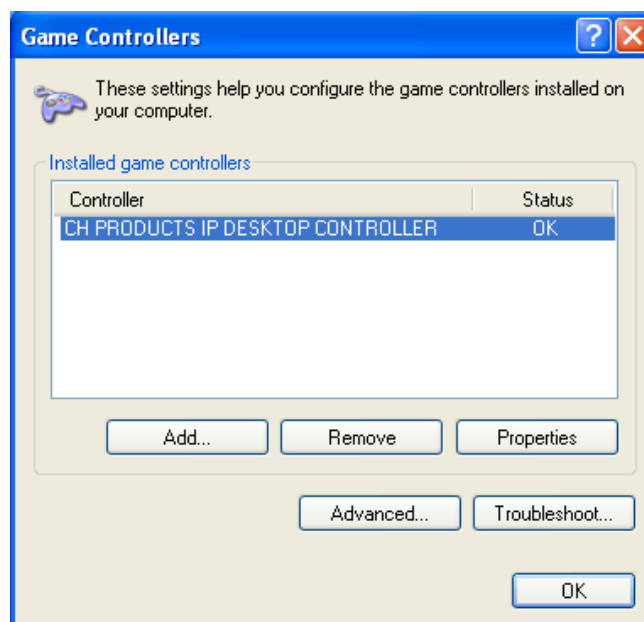 Game Controllers
?
These settings help you configure the game controllers installed on
your computer.
Installed game controllers
Controller Status
CH PRODUCTS IP DESKTOP CONTROLLER OK
Add... Remove Properties
Advanced... Troubleshoot...
OK